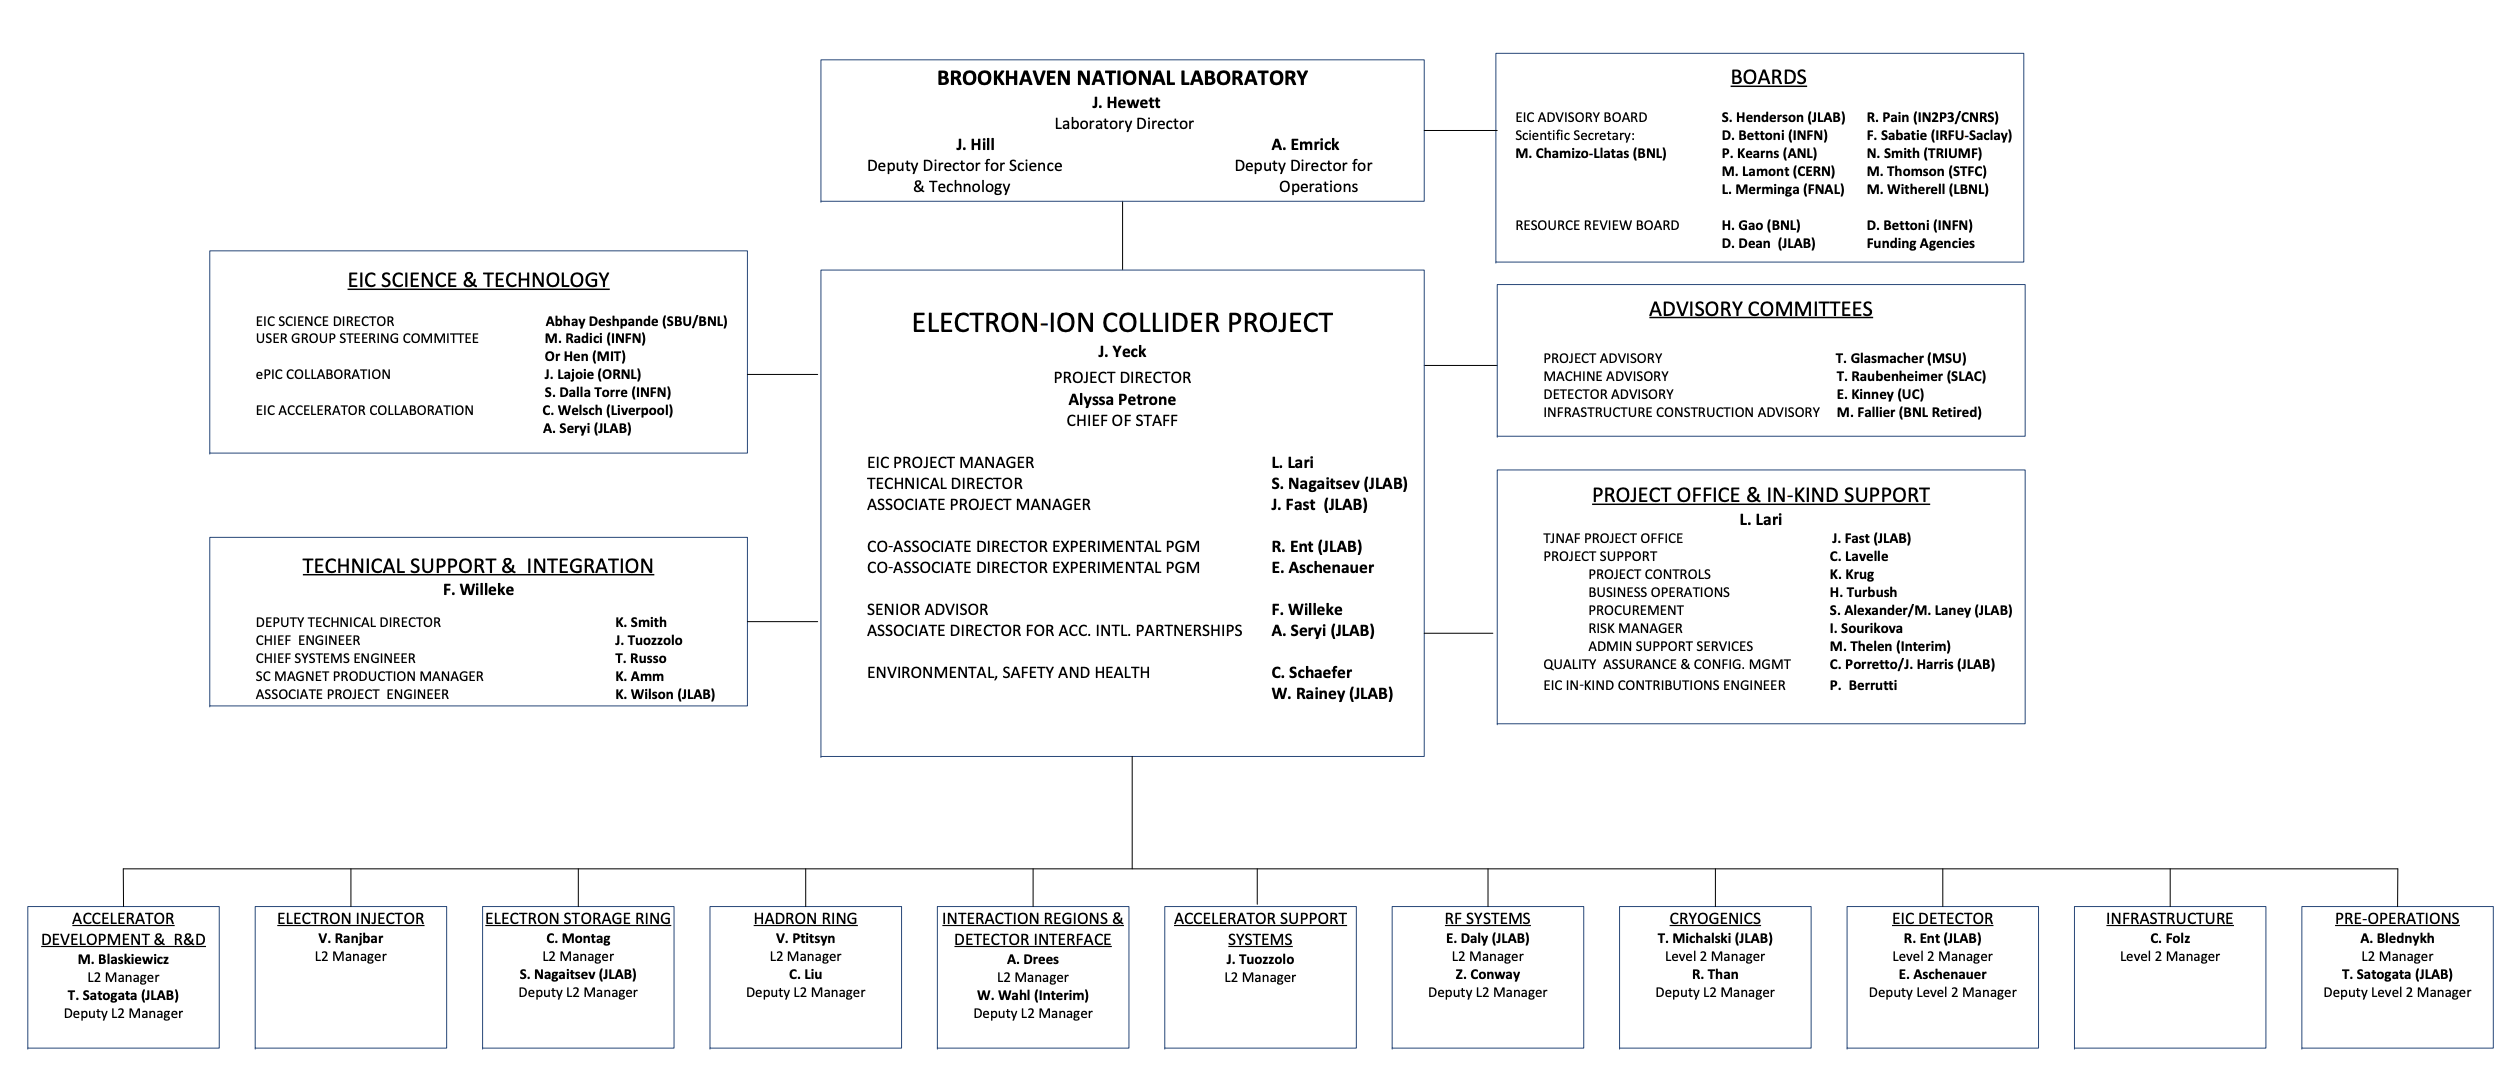 BROOKHAVEN NATIONAL LABORATORY
J. Hewett
Laboratory Director
J. Hill
Deputy Director for Science
& Technology
A. Emrick
Deputy Director for
Operations
BOARDS
EIC ADVISORY BOARD S. Henderson (JLAB) R. Pain (IN2P3/CNRS)
Scientific Secretary: D. Bettoni (INFN) F. Sabatie (IRFU-Saclay)
M. Chamizo-Llatas (BNL) P. Kearns (ANL) N. Smith (TRIUMF)
M. Lamont (CERN) M. Thomson (STFC)
L. Merminga (FNAL) M. Witherell (LBNL)
RESOURCE REVIEW BOARD H. Gao (BNL) D. Bettoni (INFN)
D. Dean (JLAB) Funding Agencies
EIC SCIENCE & TECHNOLOGY
EIC SCIENCE DIRECTOR Abhay Deshpande (SBU/BNL)
USER GROUP STEERING COMMITTEE M. Radici (INFN)
Or Hen (MIT)
ePIC COLLABORATION J. Lajoie (ORNL)
S. Dalla Torre (INFN)
EIC ACCELERATOR COLLABORATION C. Welsch (Liverpool)
A. Seryi (JLAB)
ELECTRON-ION COLLIDER PROJECT
J. Yeck
PROJECT DIRECTOR
Alyssa Petrone
CHIEF OF STAFF
EIC PROJECT MANAGER L. Lari
TECHNICAL DIRECTOR S. Nagaitsev (JLAB)
ASSOCIATE PROJECT MANAGER J. Fast (JLAB)
CO-ASSOCIATE DIRECTOR EXPERIMENTAL PGM R. Ent (JLAB)
CO-ASSOCIATE DIRECTOR EXPERIMENTAL PGM E. Aschenauer
SENIOR ADVISOR F. Willeke
ASSOCIATE DIRECTOR FOR ACC. INTL. PARTNERSHIPS A. Seryi (JLAB)
ENVIRONMENTAL, SAFETY AND HEALTH C. Schaefer
W. Rainey (JLAB)
ADVISORY COMMITTEES
PROJECT ADVISORY T. Glasmacher (MSU)
MACHINE ADVISORY T. Raubenheimer (SLAC)
DETECTOR ADVISORY E. Kinney (UC)
INFRASTRUCTURE CONSTRUCTION ADVISORY M. Fallier (BNL Retired)
TECHNICAL SUPPORT & INTEGRATION
F. Willeke
DEPUTY TECHNICAL DIRECTOR K. Smith
CHIEF ENGINEER J. Tuozzolo
CHIEF SYSTEMS ENGINEER T. Russo
SC MAGNET PRODUCTION MANAGER K. Amm
ASSOCIATE PROJECT ENGINEER K. Wilson (JLAB)
PROJECT OFFICE & IN-KIND SUPPORT
L. Lari
TJNAF PROJECT OFFICE J. Fast (JLAB)
PROJECT SUPPORT C. Lavelle
PROJECT CONTROLS K. Krug
BUSINESS OPERATIONS H. Turbush
PROCUREMENT S. Alexander/M. Laney (JLAB)
RISK MANAGER I. Sourikova
ADMIN SUPPORT SERVICES M. Thelen (Interim)
QUALITY ASSURANCE & CONFIG. MGMT C. Porretto/J. Harris (JLAB)
EIC IN-KIND CONTRIBUTIONS ENGINEER P. Berrutti
ACCELERATOR
DEVELOPMENT & R&D
M. Blaskiewicz
L2 Manager
T. Satogata (JLAB)
Deputy L2 Manager
ELECTRON INJECTOR
V. Ranjbar
L2 Manager
ELECTRON STORAGE RING
C. Montag
L2 Manager
S. Nagaitsev (JLAB)
Deputy L2 Manager
HADRON RING
V. Ptitsyn
L2 Manager
C. Liu
Deputy L2 Manager
INTERACTION REGIONS &
DETECTOR INTERFACE
A. Drees
L2 Manager
W. Wahl (Interim)
Deputy L2 Manager
ACCELERATOR SUPPORT
SYSTEMS
J. Tuozzolo
L2 Manager
RF SYSTEMS
E. Daly (JLAB)
L2 Manager
Z. Conway
Deputy L2 Manager
CRYOGENICS
T. Michalski (JLAB)
Level 2 Manager
R. Than
Deputy L2 Manager
EIC DETECTOR
R. Ent (JLAB)
Level 2 Manager
E. Aschenauer
Deputy Level 2 Manager
INFRASTRUCTURE
C. Folz
Level 2 Manager
PRE-OPERATIONS
A. Blednykh
L2 Manager
T. Satogata (JLAB)
Deputy Level 2 Manager